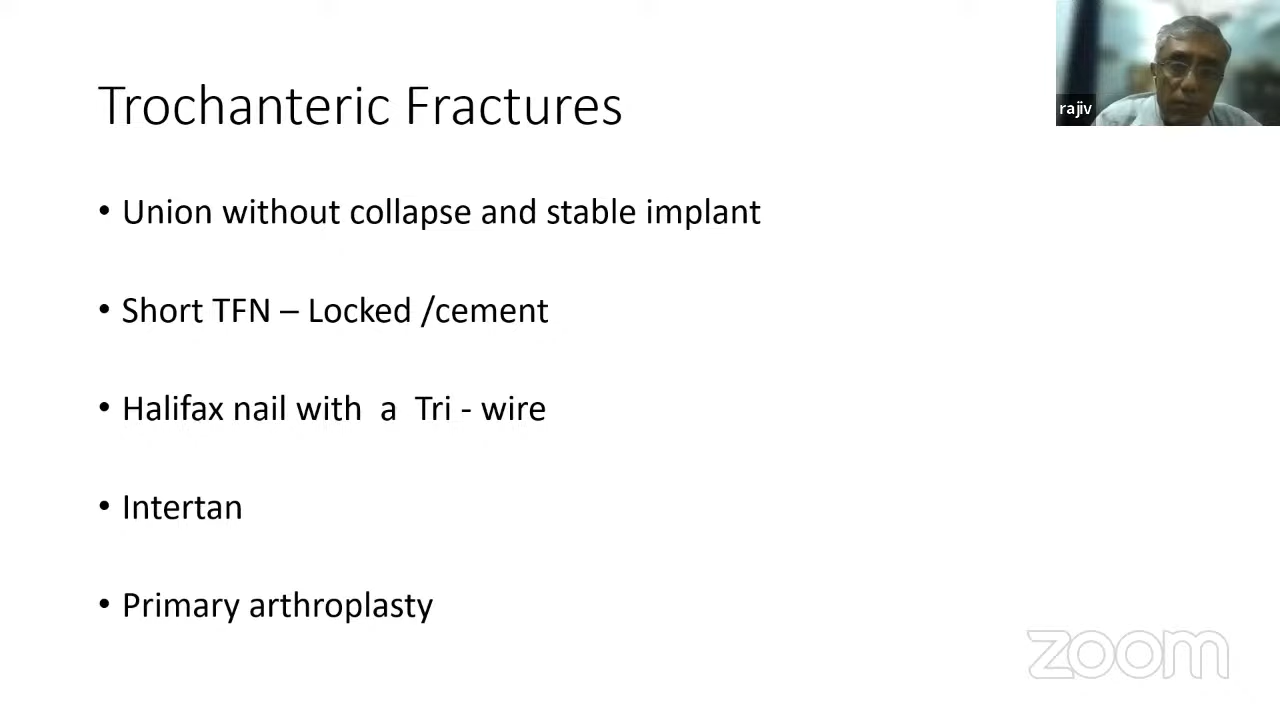 Trochanteric Fractures
rajiv
• Union without collapse and stable implant
• Short TFN – Locked /cement
• Halifax nail with  a  Tri - wire
• Intertan
• Primary arthroplasty
zoom